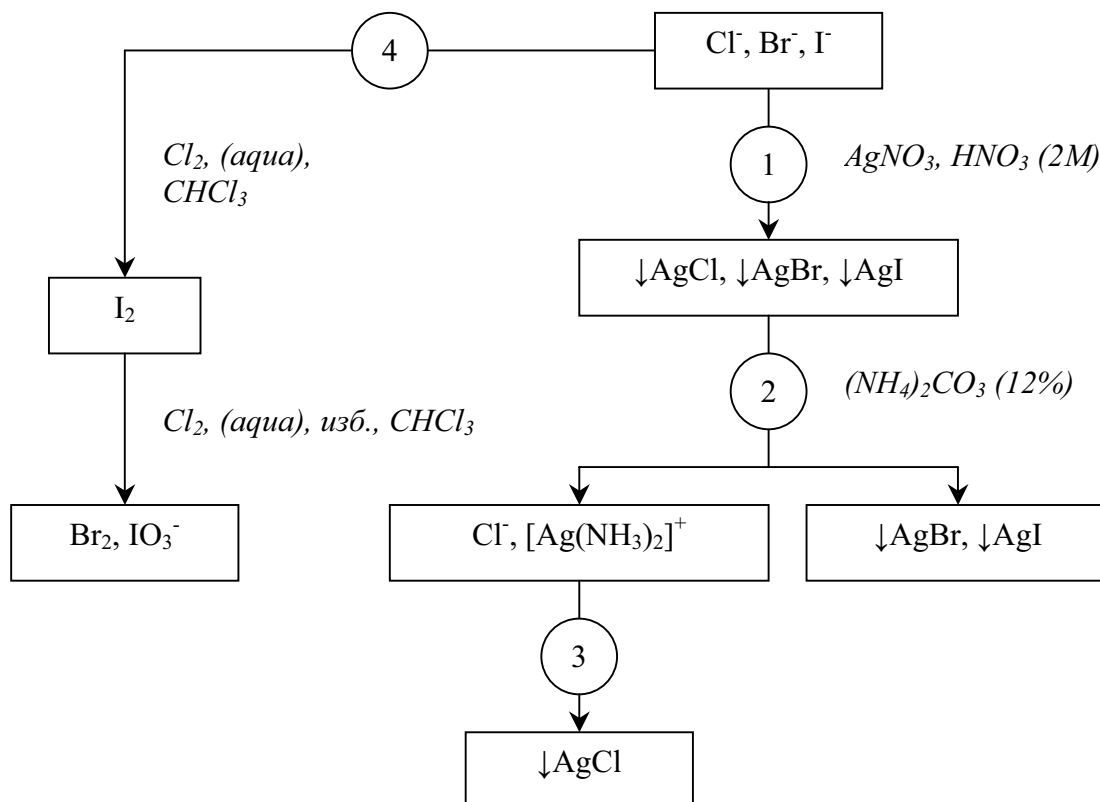 4
Cl⁻, Br⁻, I⁻
Cl₂, (aqua),
CHCl₃
1
AgNO₃, HNO₃ (2M)
I₂
↓AgCl, ↓AgBr, ↓AgI
2
(NH₄)₂CO₃ (12%)
Cl₂, (aqua), изб., CHCl₃
Br₂, IO₃⁻
Cl⁻, [Ag(NH₃)₂]⁺
↓AgBr, ↓AgI
3
↓AgCl